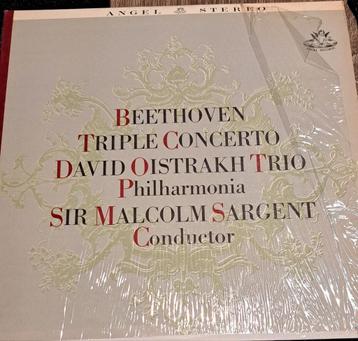 ANGEL STEREO
BEETHOVEN
TRIPLE CONCERTO
DAVID OISTRAKH TRIO
Philharmonia
SIR MALCOLM SARGENT
Conductor